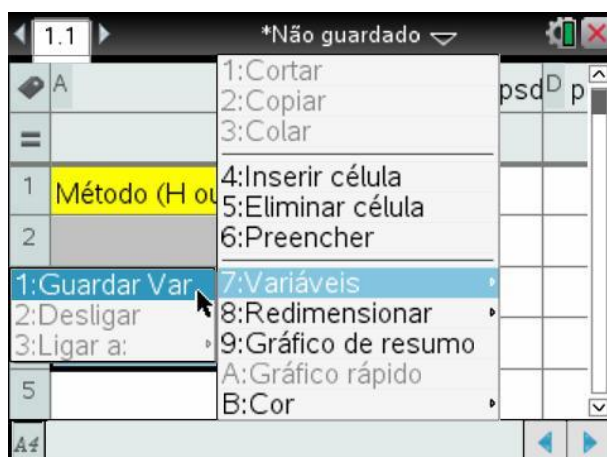 1.1 *Não guardado
A psd D p
=
1 Método (H ou
2
5
A4
1:Cortar
2:Copiar
3:Colar
4:Inserir célula
5:Eliminar célula
6:Preencher
7:Variáveis
8:Redimensionar
9:Gráfico de resumo
A:Gráfico rápido
B:Cor
1:Guardar Var
2:Desligar
3:Ligar a: